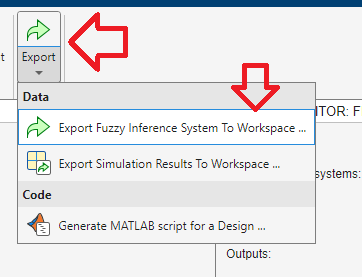 t
Export
Data
Export Fuzzy Inference System To Workspace ...
ITOR: F
Export Simulation Results To Workspace ...
systems:
Code
Generate MATLAB script for a Design ...
Outputs: